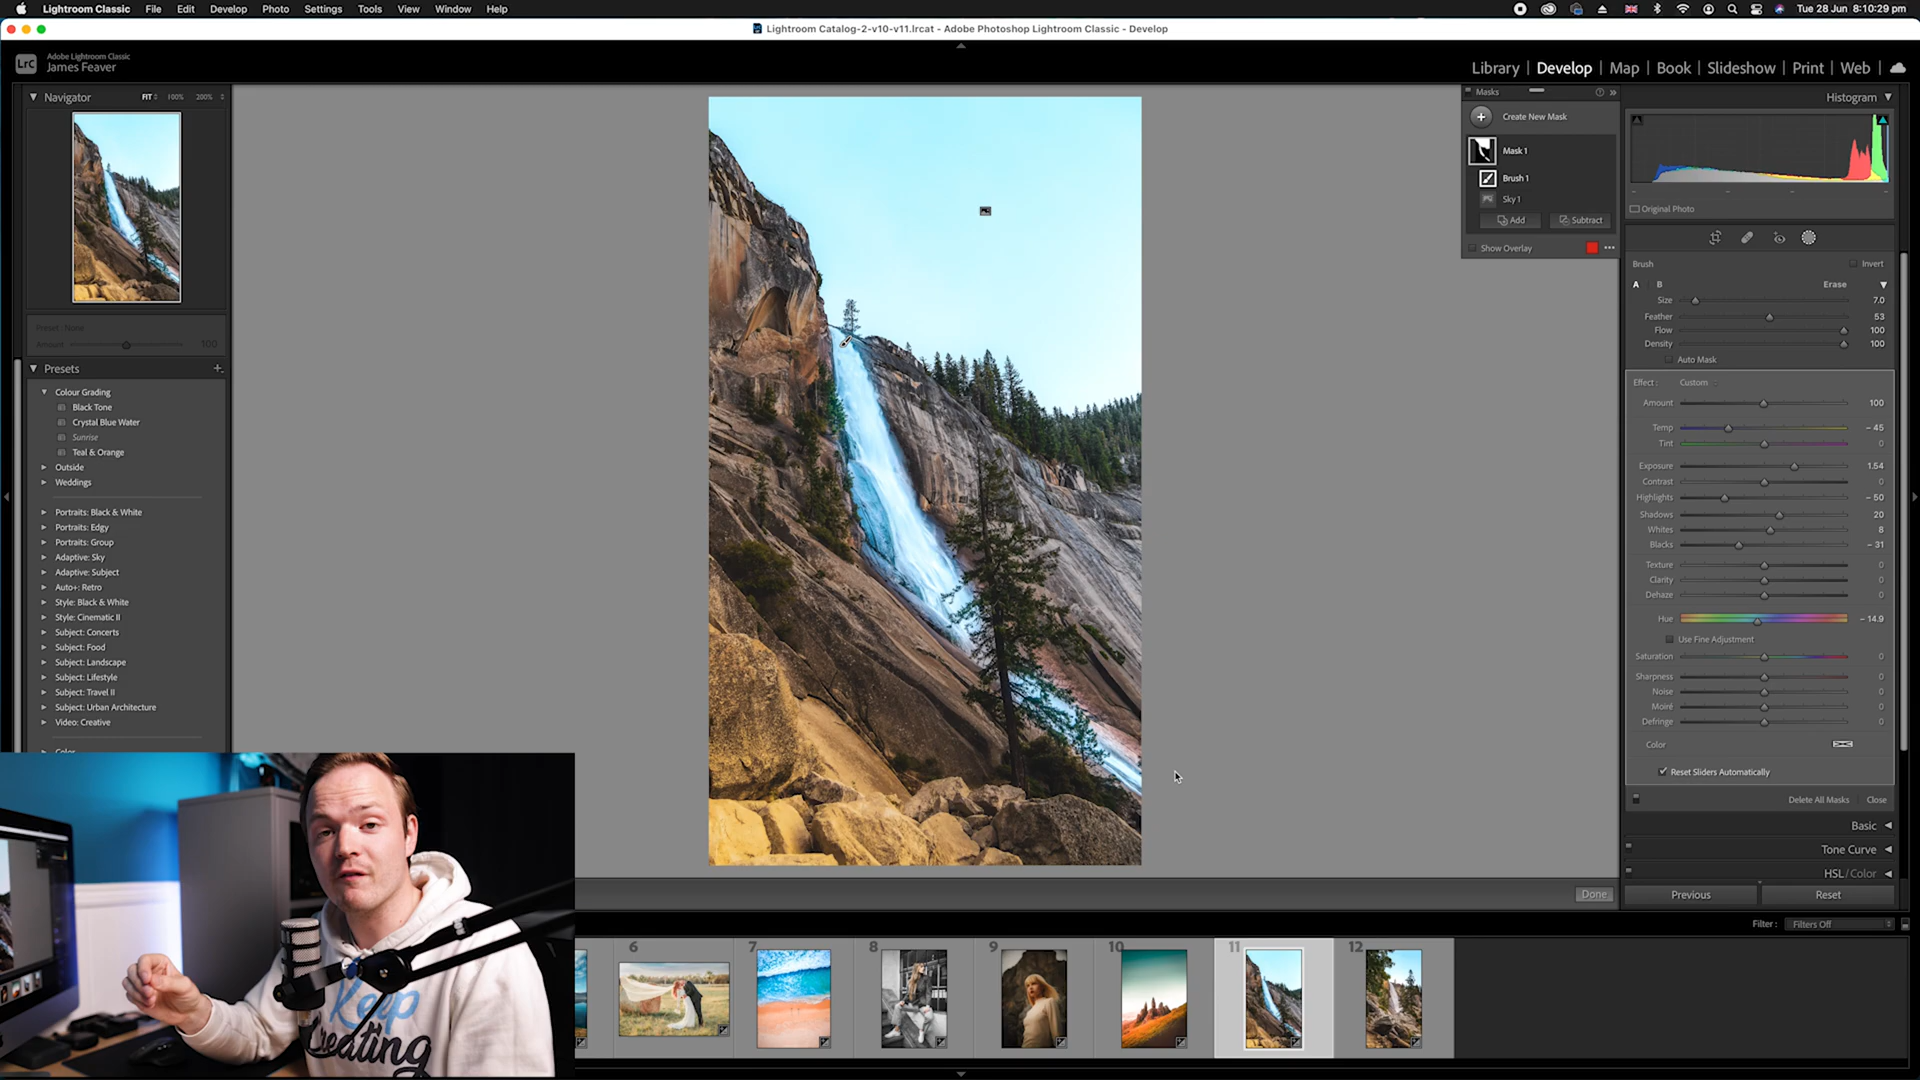 Lightroom Classic File Edit Develop Photo Settings Tools View Window Help
Tue 28 Jun 8:10:29 pm
Lightroom Catalog-2-v10-v11.lrcat - Adobe Photoshop Lightroom Classic - Develop
LrC
Adobe Lightroom Classic
James Feaver
Library | Develop | Map | Book | Slideshow | Print | Web
Navigator FIT 100% 200%
Preset : None
Amount 100
Presets +
Colour Grading
Black Tone
Crystal Blue Water
Sunrise
Teal & Orange
Outside
Weddings
Portraits: Black & White
Portraits: Edgy
Portraits: Group
Adaptive: Sky
Adaptive: Subject
Auto+: Retro
Style: Black & White
Style: Cinematic II
Subject: Concerts
Subject: Food
Subject: Landscape
Subject: Lifestyle
Subject: Travel II
Subject: Urban Architecture
Video: Creative
Color
Masks
Create New Mask
Mask 1
Brush 1
Sky 1
Add Subtract
Show Overlay
Histogram
Original Photo
Brush Invert
A B Erase
Size 7.0
Feather 53
Flow 100
Density 100
Auto Mask
Effect : Custom
Amount 100
Temp - 45
Tint 0
Exposure 1.54
Contrast 0
Highlights - 50
Shadows 20
Whites 8
Blacks - 31
Texture 0
Clarity 0
Dehaze 0
Hue - 14.9
Use Fine Adjustment
Saturation 0
Sharpness 0
Noise 0
Moiré 0
Defringe 0
Color
Reset Sliders Automatically
Delete All Masks Close
Basic
Tone Curve
HSL / Color
Done
Previous Reset
Filter : Filters Off
6 7 8 9 10 11 12
Keep
Creating